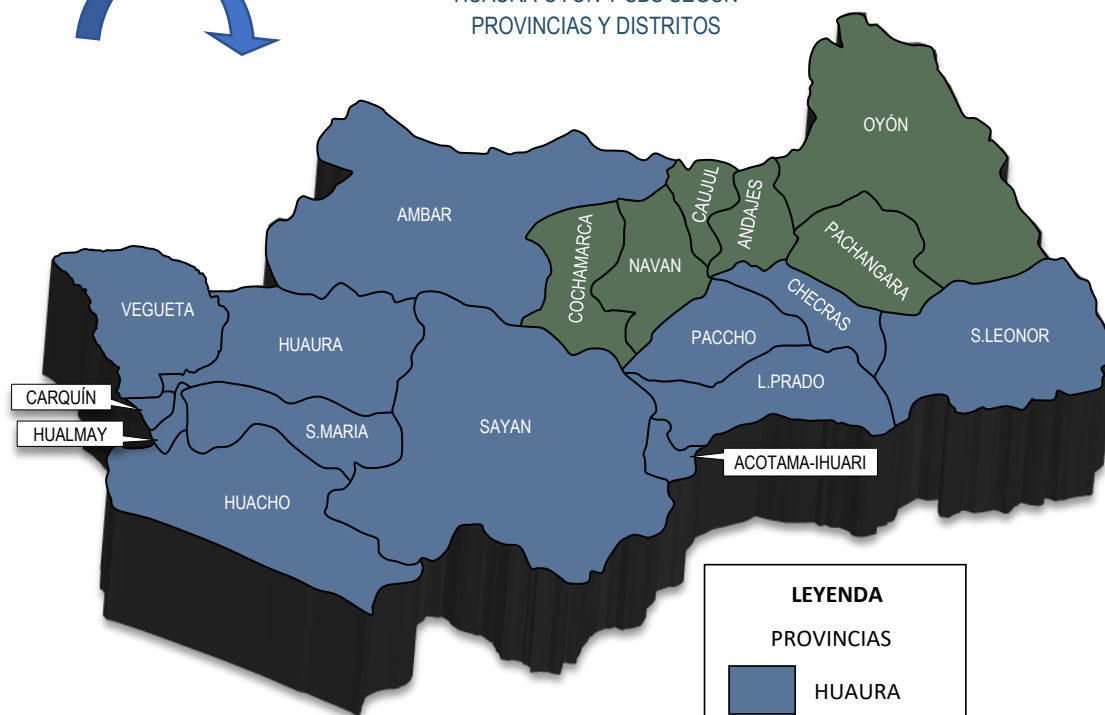 PROVINCIAS Y DISTRITOS
OYÓN
CAUJUL
ANDAJES
AMBAR
COCHAMARCA
NAVAN
PACHANGARA
CHECRAS
VEGUETA
HUAURA
PACCHO
S.LEONOR
L.PRADO
CARQUÍN
HUALMAY
S.MARIA
SAYAN
ACOTAMA-IHUARI
HUACHO
LEYENDA
PROVINCIAS
HUAURA